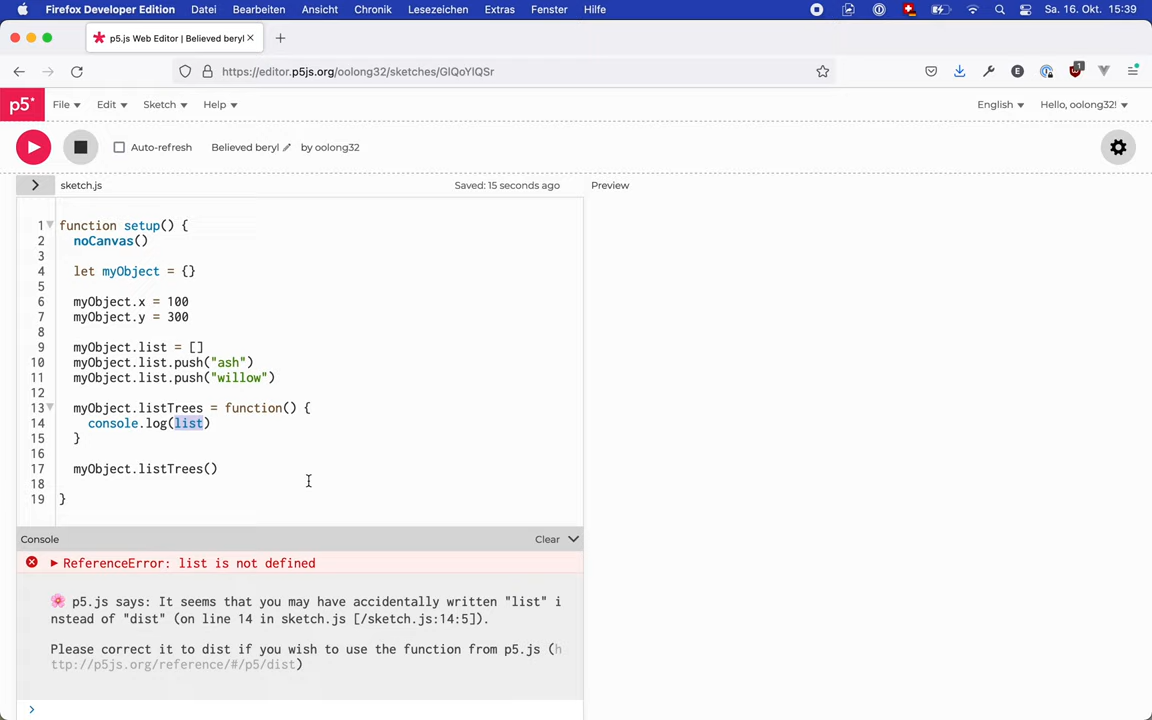 Firefox Developer Edition Datei Bearbeiten Ansicht Chronik Lesezeichen Extras Fenster Hilfe Sa. 16. Okt. 15:39
p5.js Web Editor | Believed beryl
https://editor.p5js.org/oolong32/sketches/GlQoYlQSr
p5* File Edit Sketch Help English Hello, oolong32!
Auto-refresh Believed beryl by oolong32
sketch.js Saved: 15 seconds ago Preview
1 function setup() {
2 noCanvas()
3
4 let myObject = {}
5
6 myObject.x = 100
7 myObject.y = 300
8
9 myObject.list = []
10 myObject.list.push("ash")
11 myObject.list.push("willow")
12
13 myObject.listTrees = function() {
14 console.log(list)
15 }
16
17 myObject.listTrees()
18
19 }
Console Clear
ReferenceError: list is not defined
🌸 p5.js says: It seems that you may have accidentally written "list" i
nstead of "dist" (on line 14 in sketch.js [/sketch.js:14:5]).
Please correct it to dist if you wish to use the function from p5.js (h
ttp://p5js.org/reference/#/p5/dist)
>